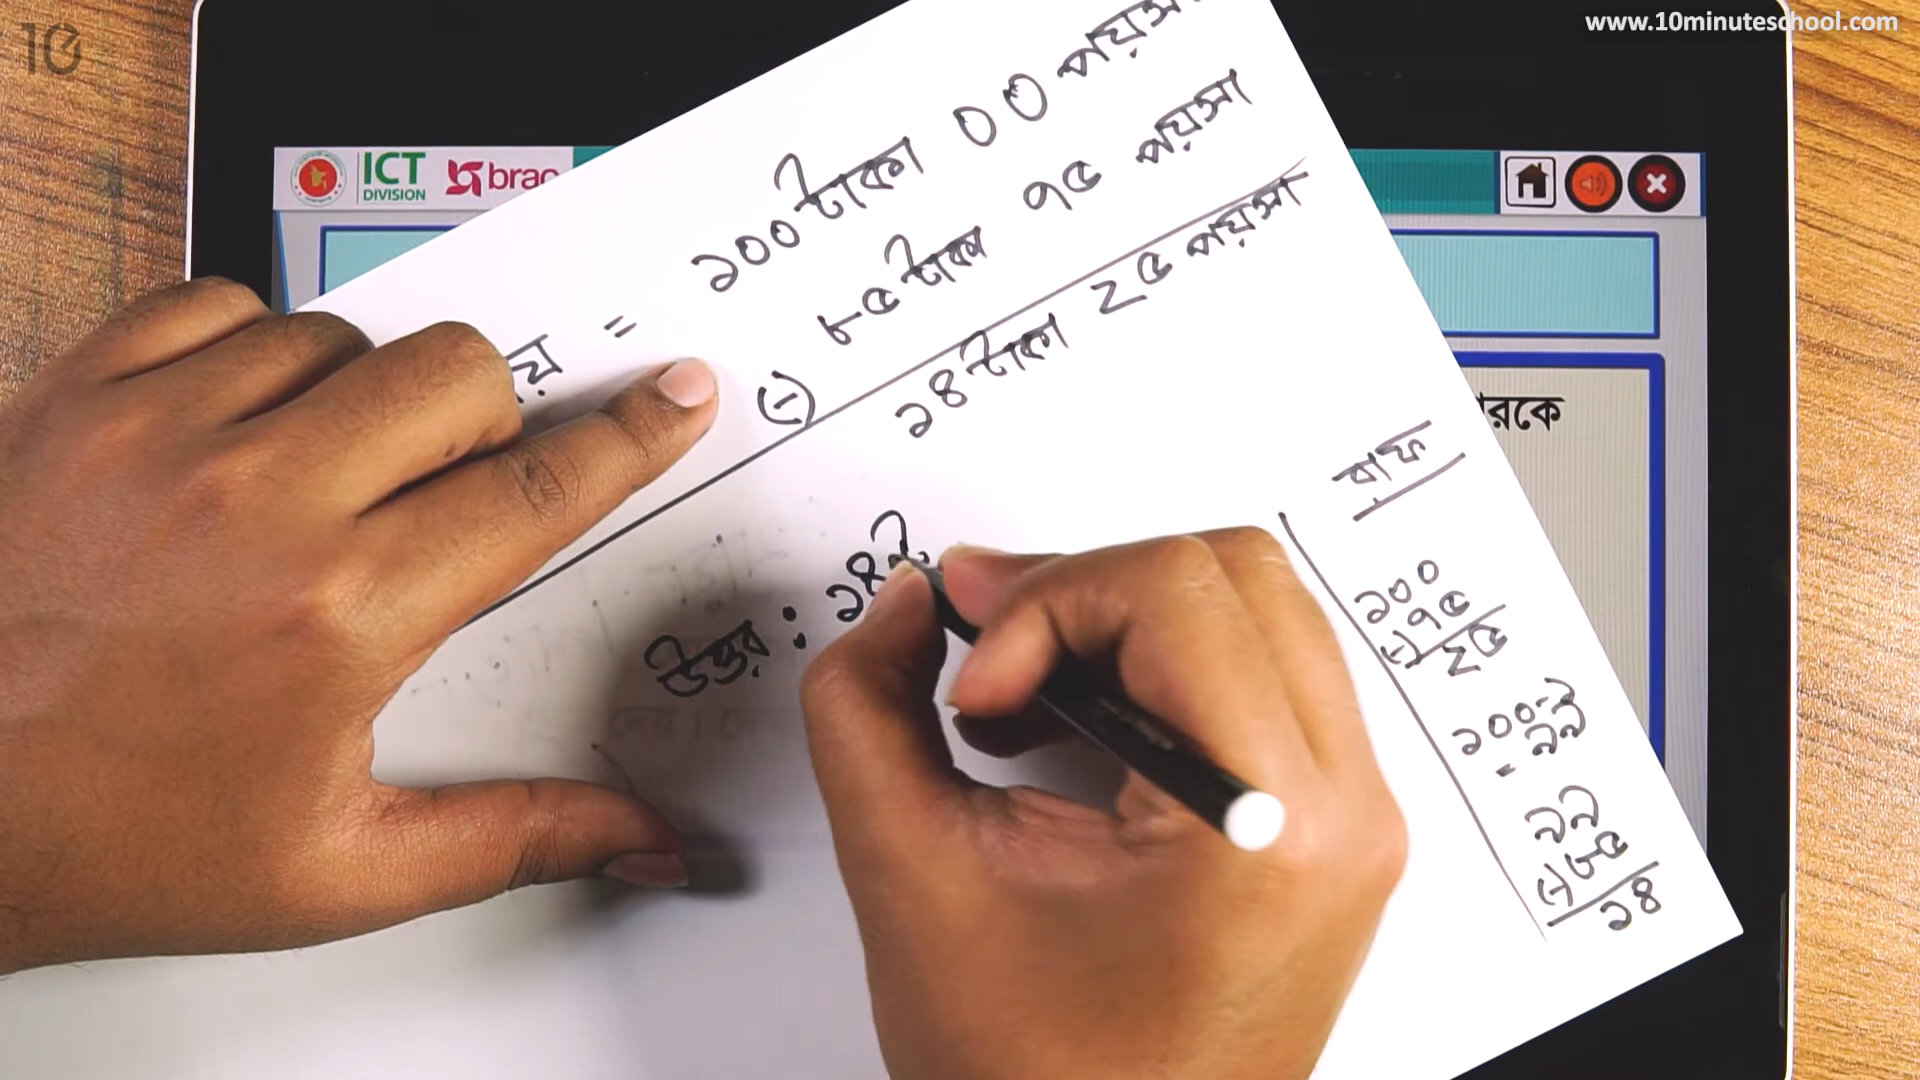 10
www.10minuteschool.com
ICT
DIVISION
brac
রকে
য় = ১০০ টাকা ০০ পয়সা
৮৫ টাকা ৭৫ পয়সা
(-)
১৪ টাকা ২৫ পয়সা
উত্তর : ১৪ ট
রাফ
১০০
(-) ৭৫
২৫
১০০-১
= ৯৯
৯৯
(-) ৮৫
১৪